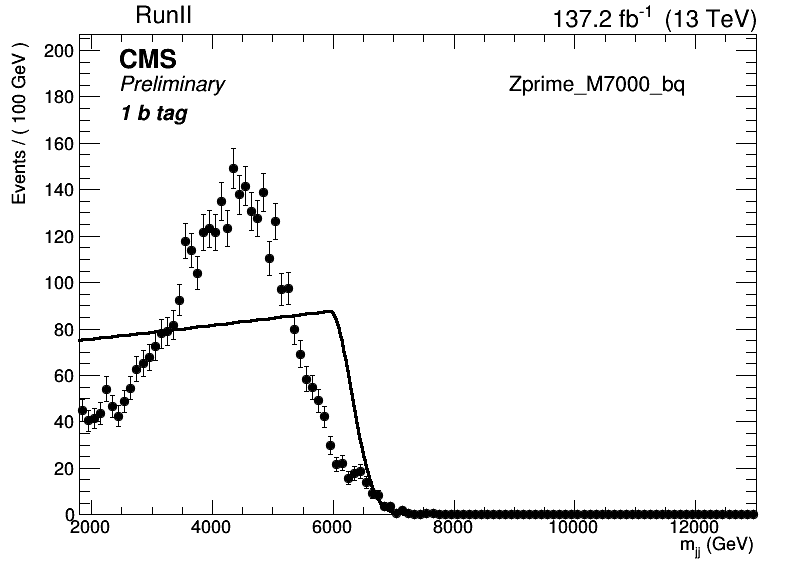 RunII 137.2 fb⁻¹ (13 TeV)
Events / ( 100 GeV )
200
180
160
140
120
100
80
60
40
20
0
CMS
Preliminary
1 b tag
Zprime_M7000_bq
2000 4000 6000 8000 10000 12000
m_jj (GeV)